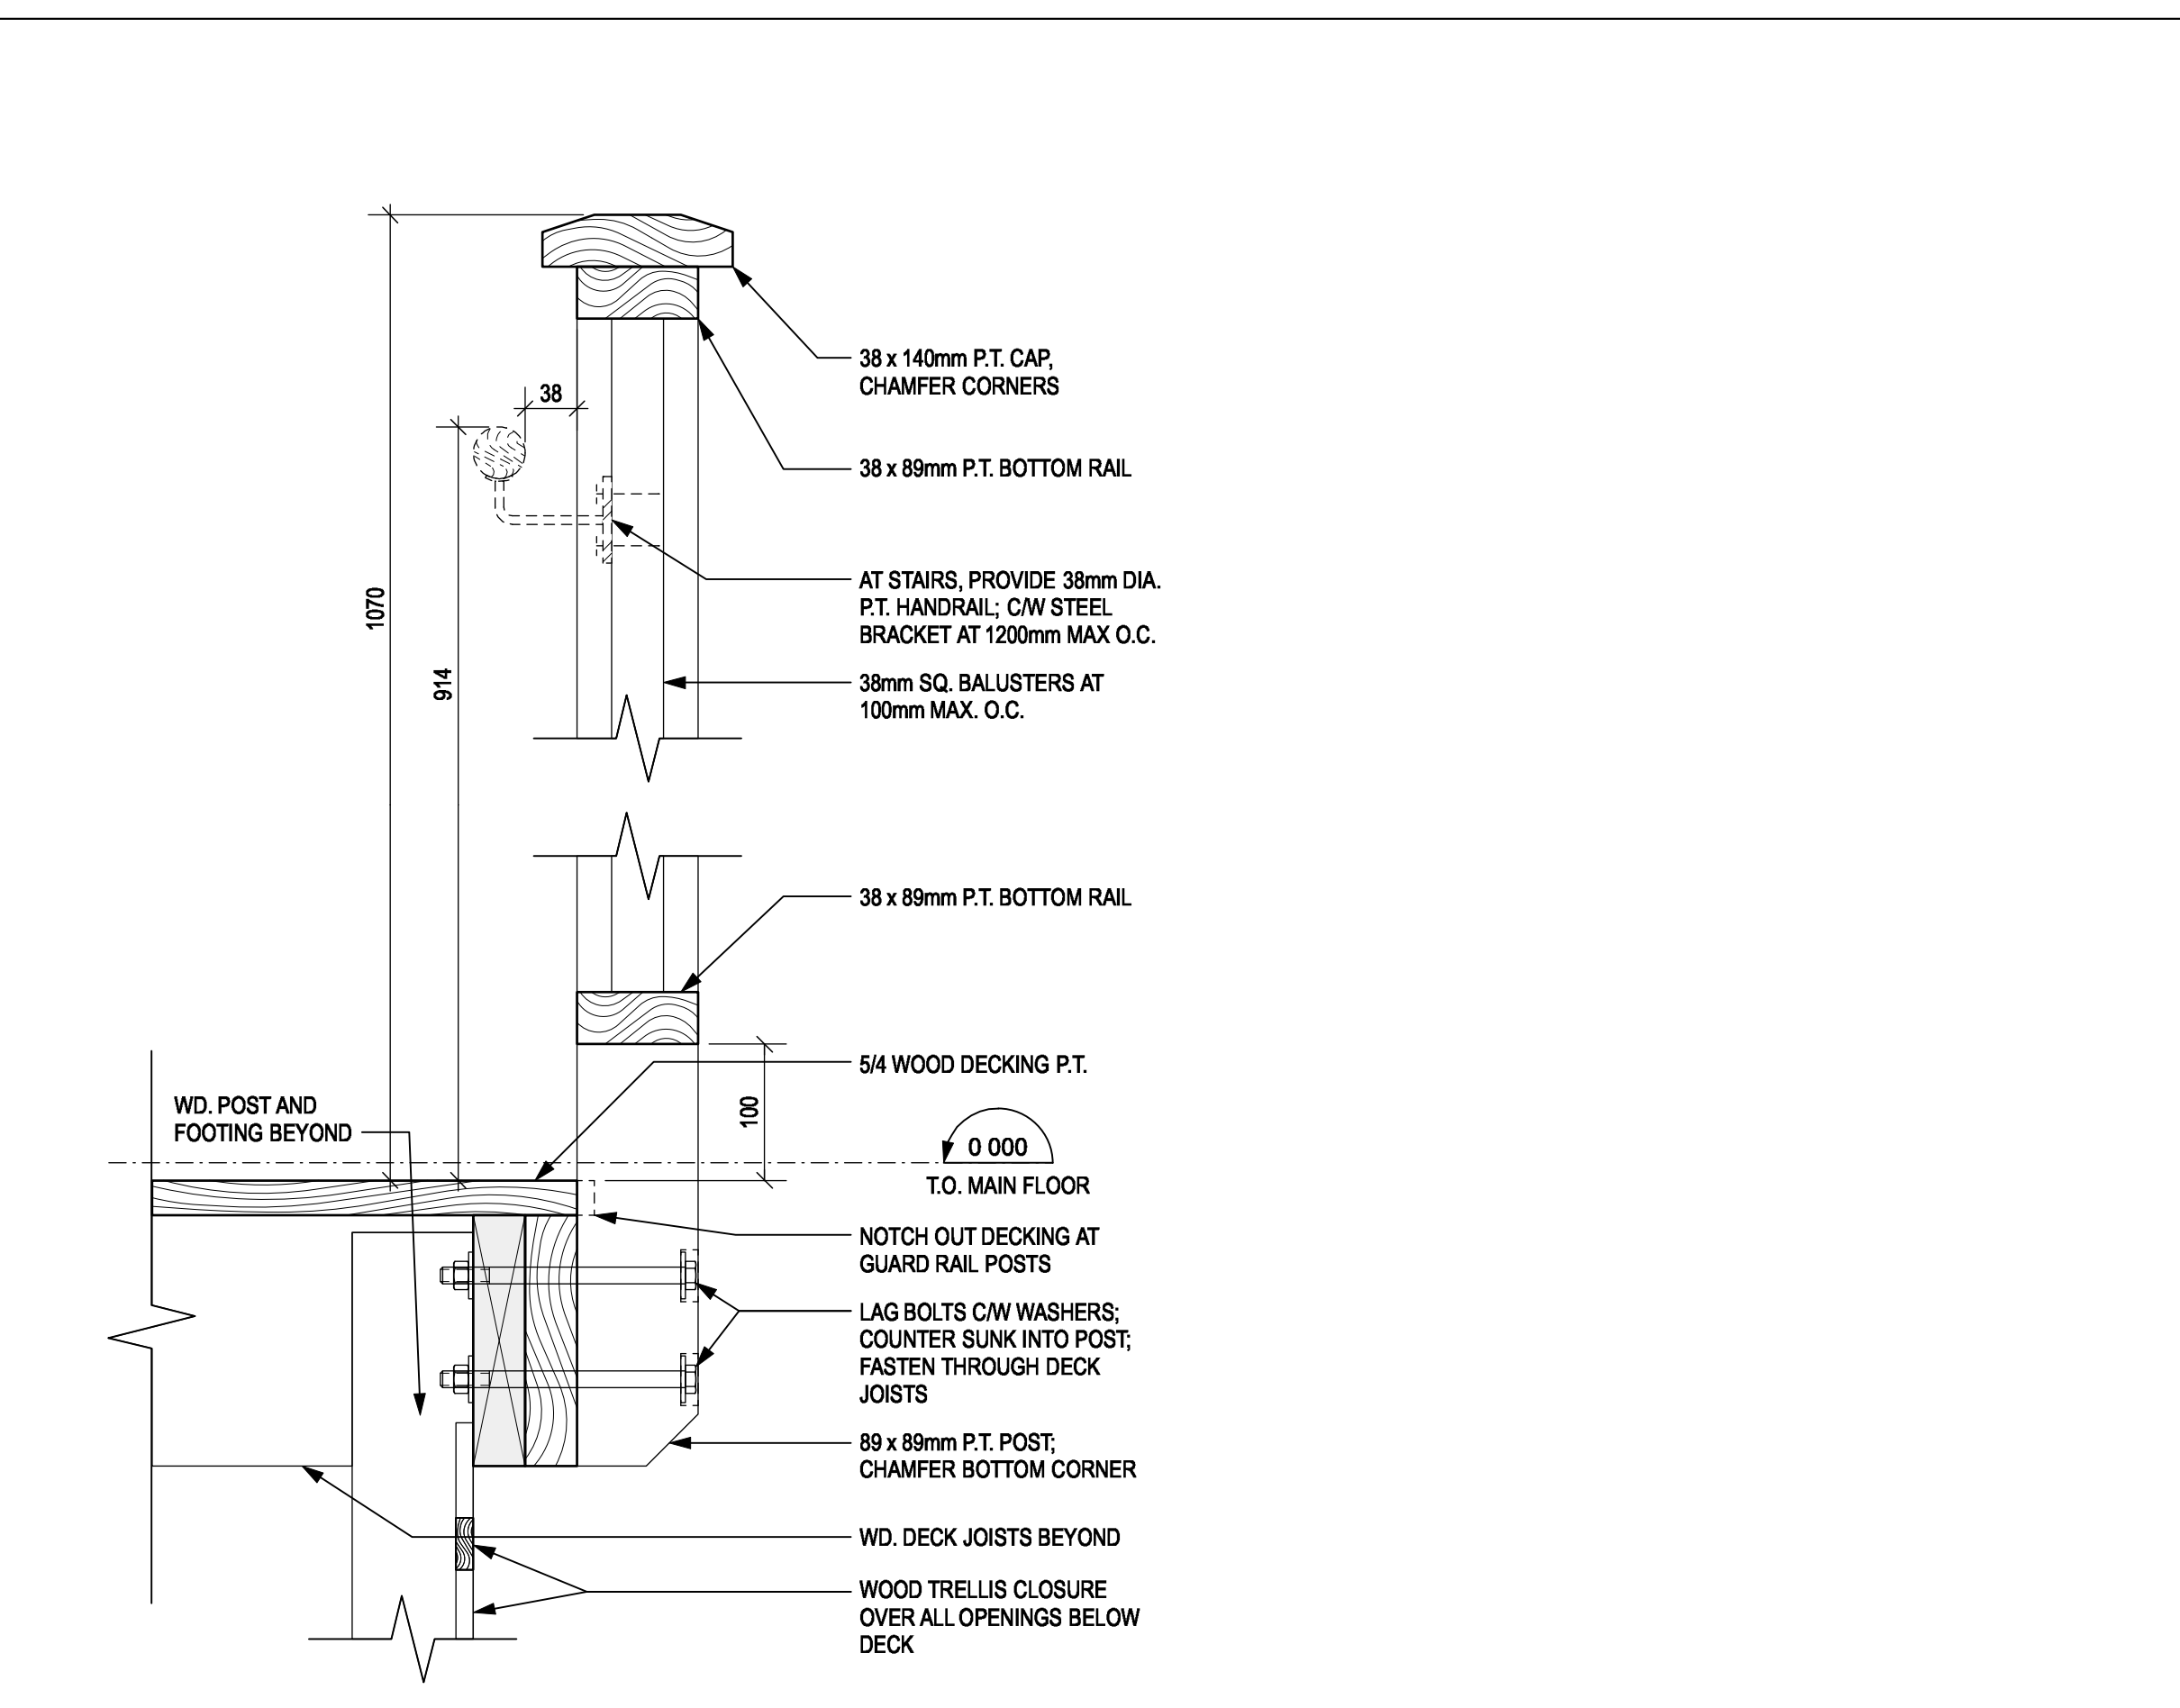 38 x 140mm P.T. CAP,
CHAMFER CORNERS
38
38 x 89mm P.T. BOTTOM RAIL
AT STAIRS, PROVIDE 38mm DIA.
P.T. HANDRAIL; C/W STEEL
BRACKET AT 1200mm MAX O.C.
1070
914
38mm SQ. BALUSTERS AT
100mm MAX. O.C.
38 x 89mm P.T. BOTTOM RAIL
5/4 WOOD DECKING P.T.
WD. POST AND
FOOTING BEYOND
100
0 000
T.O. MAIN FLOOR
NOTCH OUT DECKING AT
GUARD RAIL POSTS
LAG BOLTS C/W WASHERS;
COUNTER SUNK INTO POST;
FASTEN THROUGH DECK
JOISTS
89 x 89mm P.T. POST;
CHAMFER BOTTOM CORNER
WD. DECK JOISTS BEYOND
WOOD TRELLIS CLOSURE
OVER ALL OPENINGS BELOW
DECK